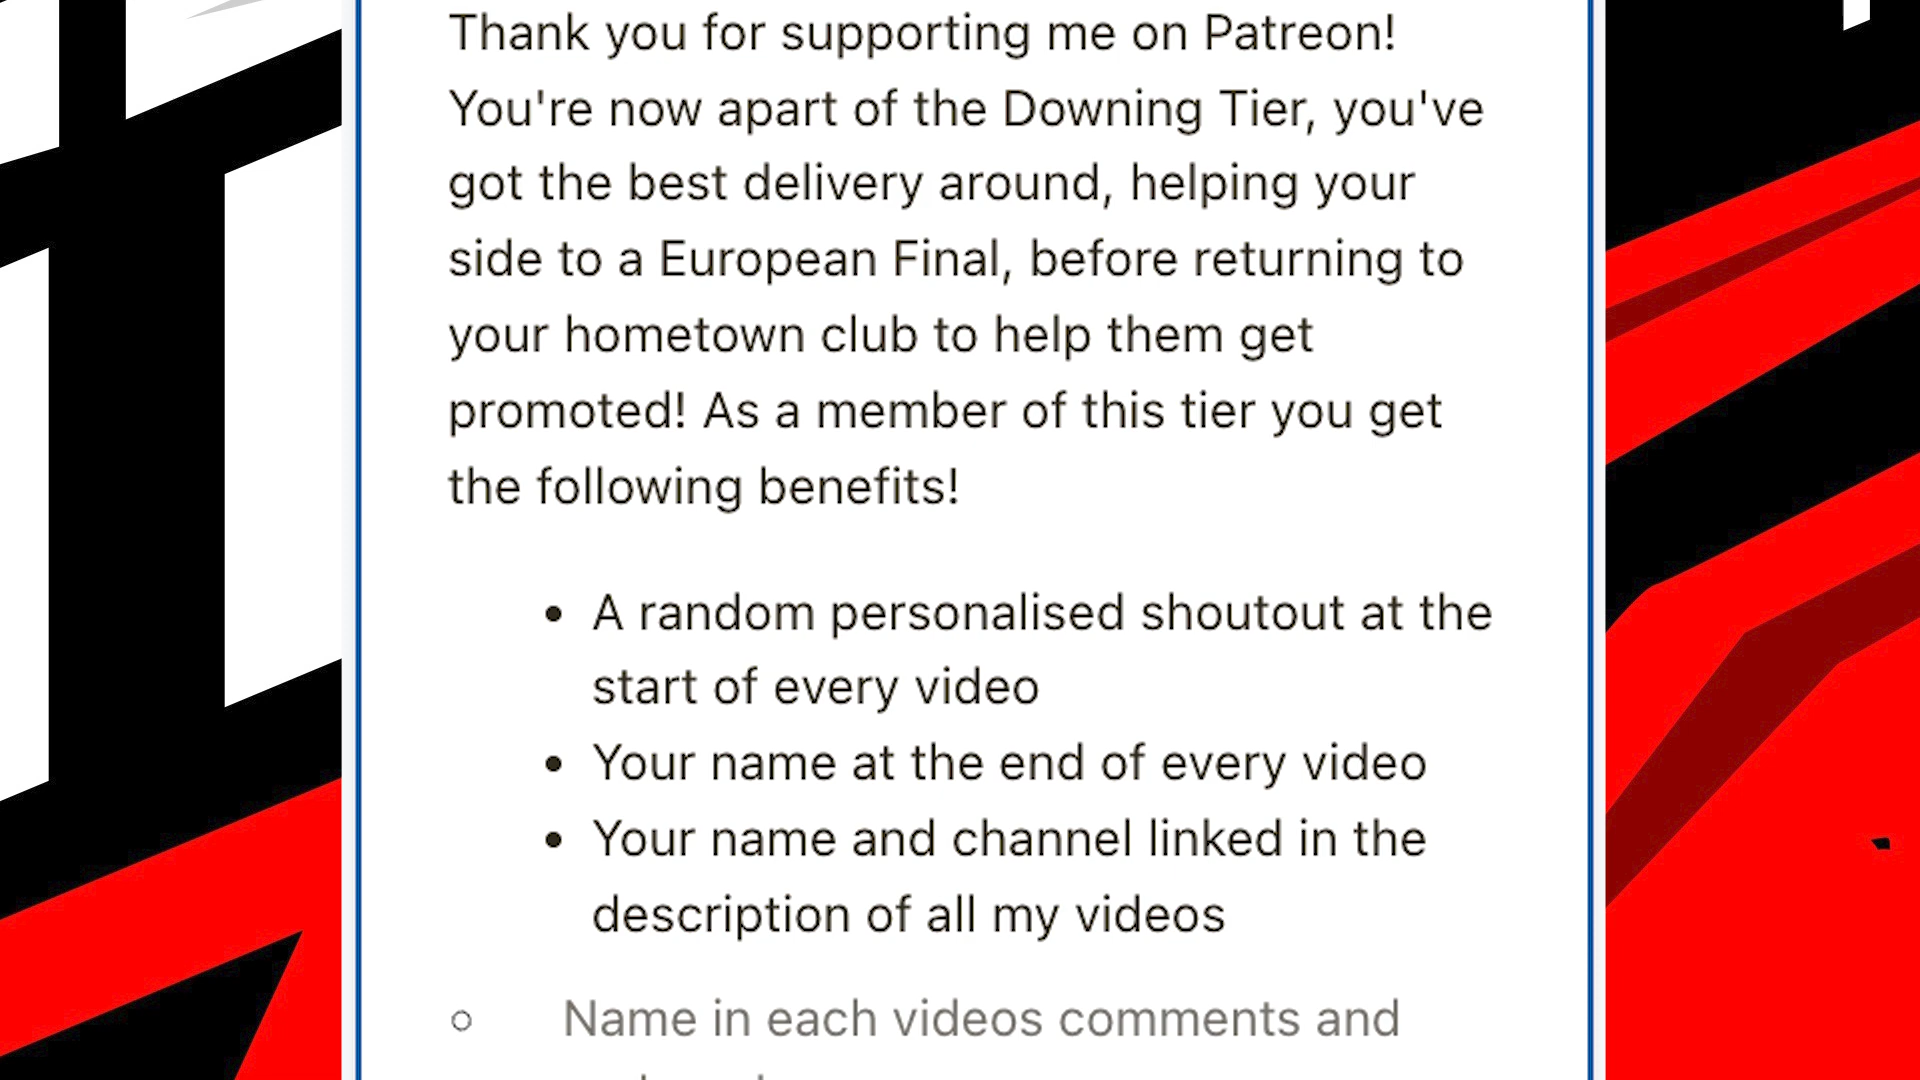 Thank you for supporting me on Patreon!
You're now apart of the Downing Tier, you've
got the best delivery around, helping your
side to a European Final, before returning to
your hometown club to help them get
promoted! As a member of this tier you get
the following benefits!
• A random personalised shoutout at the
start of every video
• Your name at the end of every video
• Your name and channel linked in the
description of all my videos
○ Name in each videos comments and